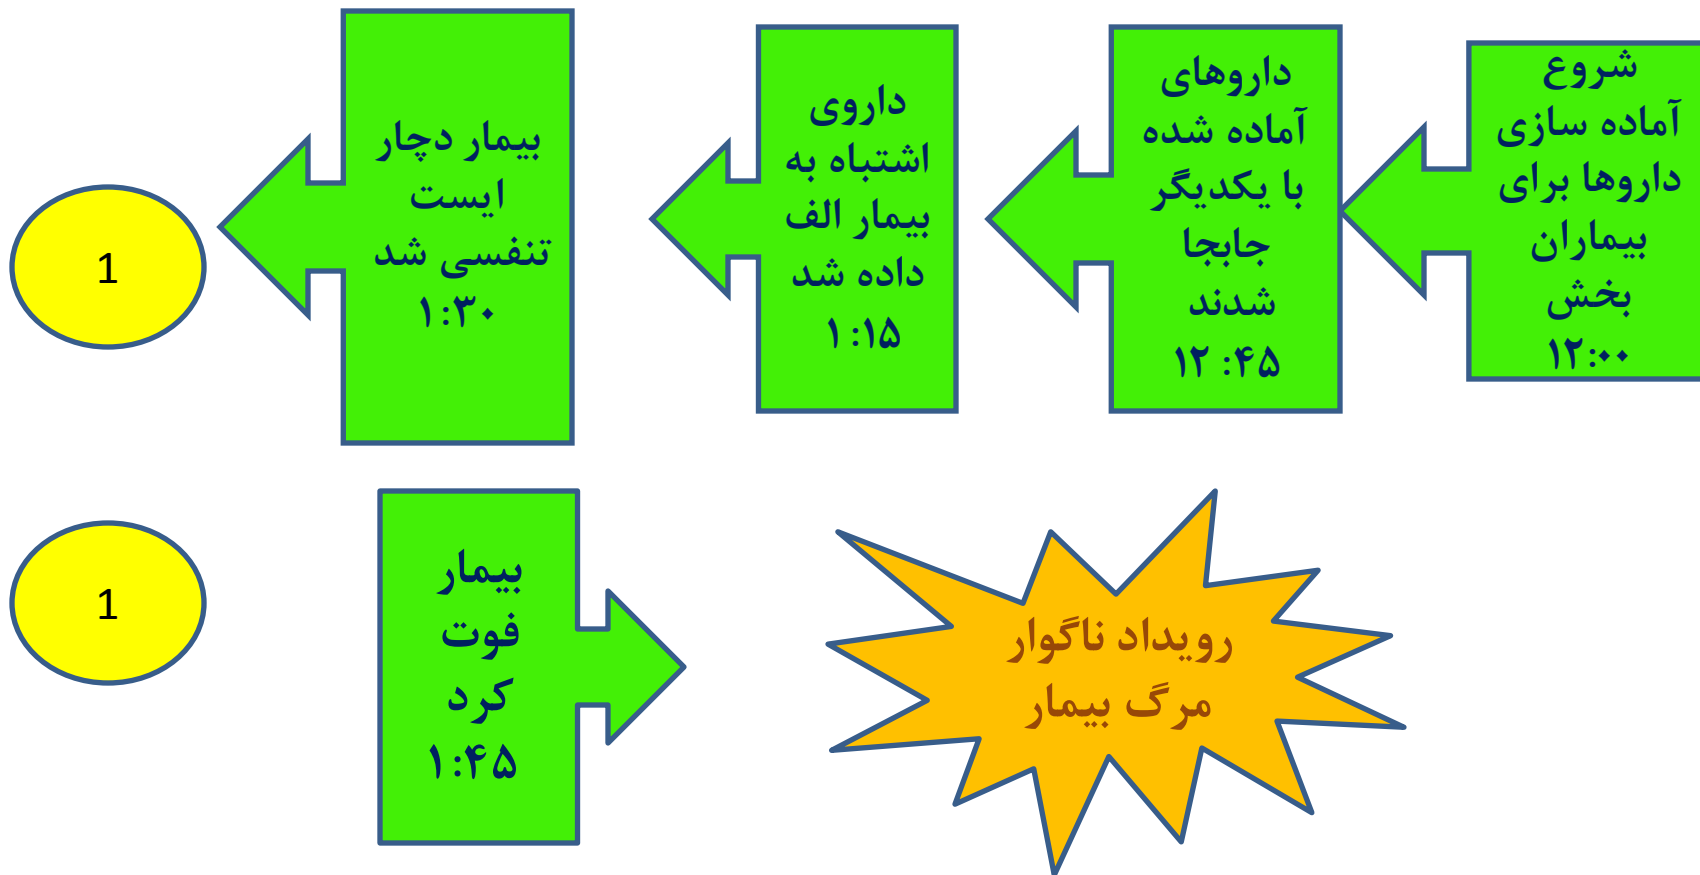 شروع
آماده سازی
داروها برای
بیماران
بخش
۱۲:۰۰
داروهای
آماده شده
با یکدیگر
جابجا
شدند
۱۲:۴۵
داروی
اشتباه به
بیمار الف
داده شد
۱:۱۵
بیمار دچار
ایست
تنفسی شد
۱:۳۰
1
1
بیمار
فوت
کرد
۱:۴۵
رویداد ناگوار
مرگ بیمار